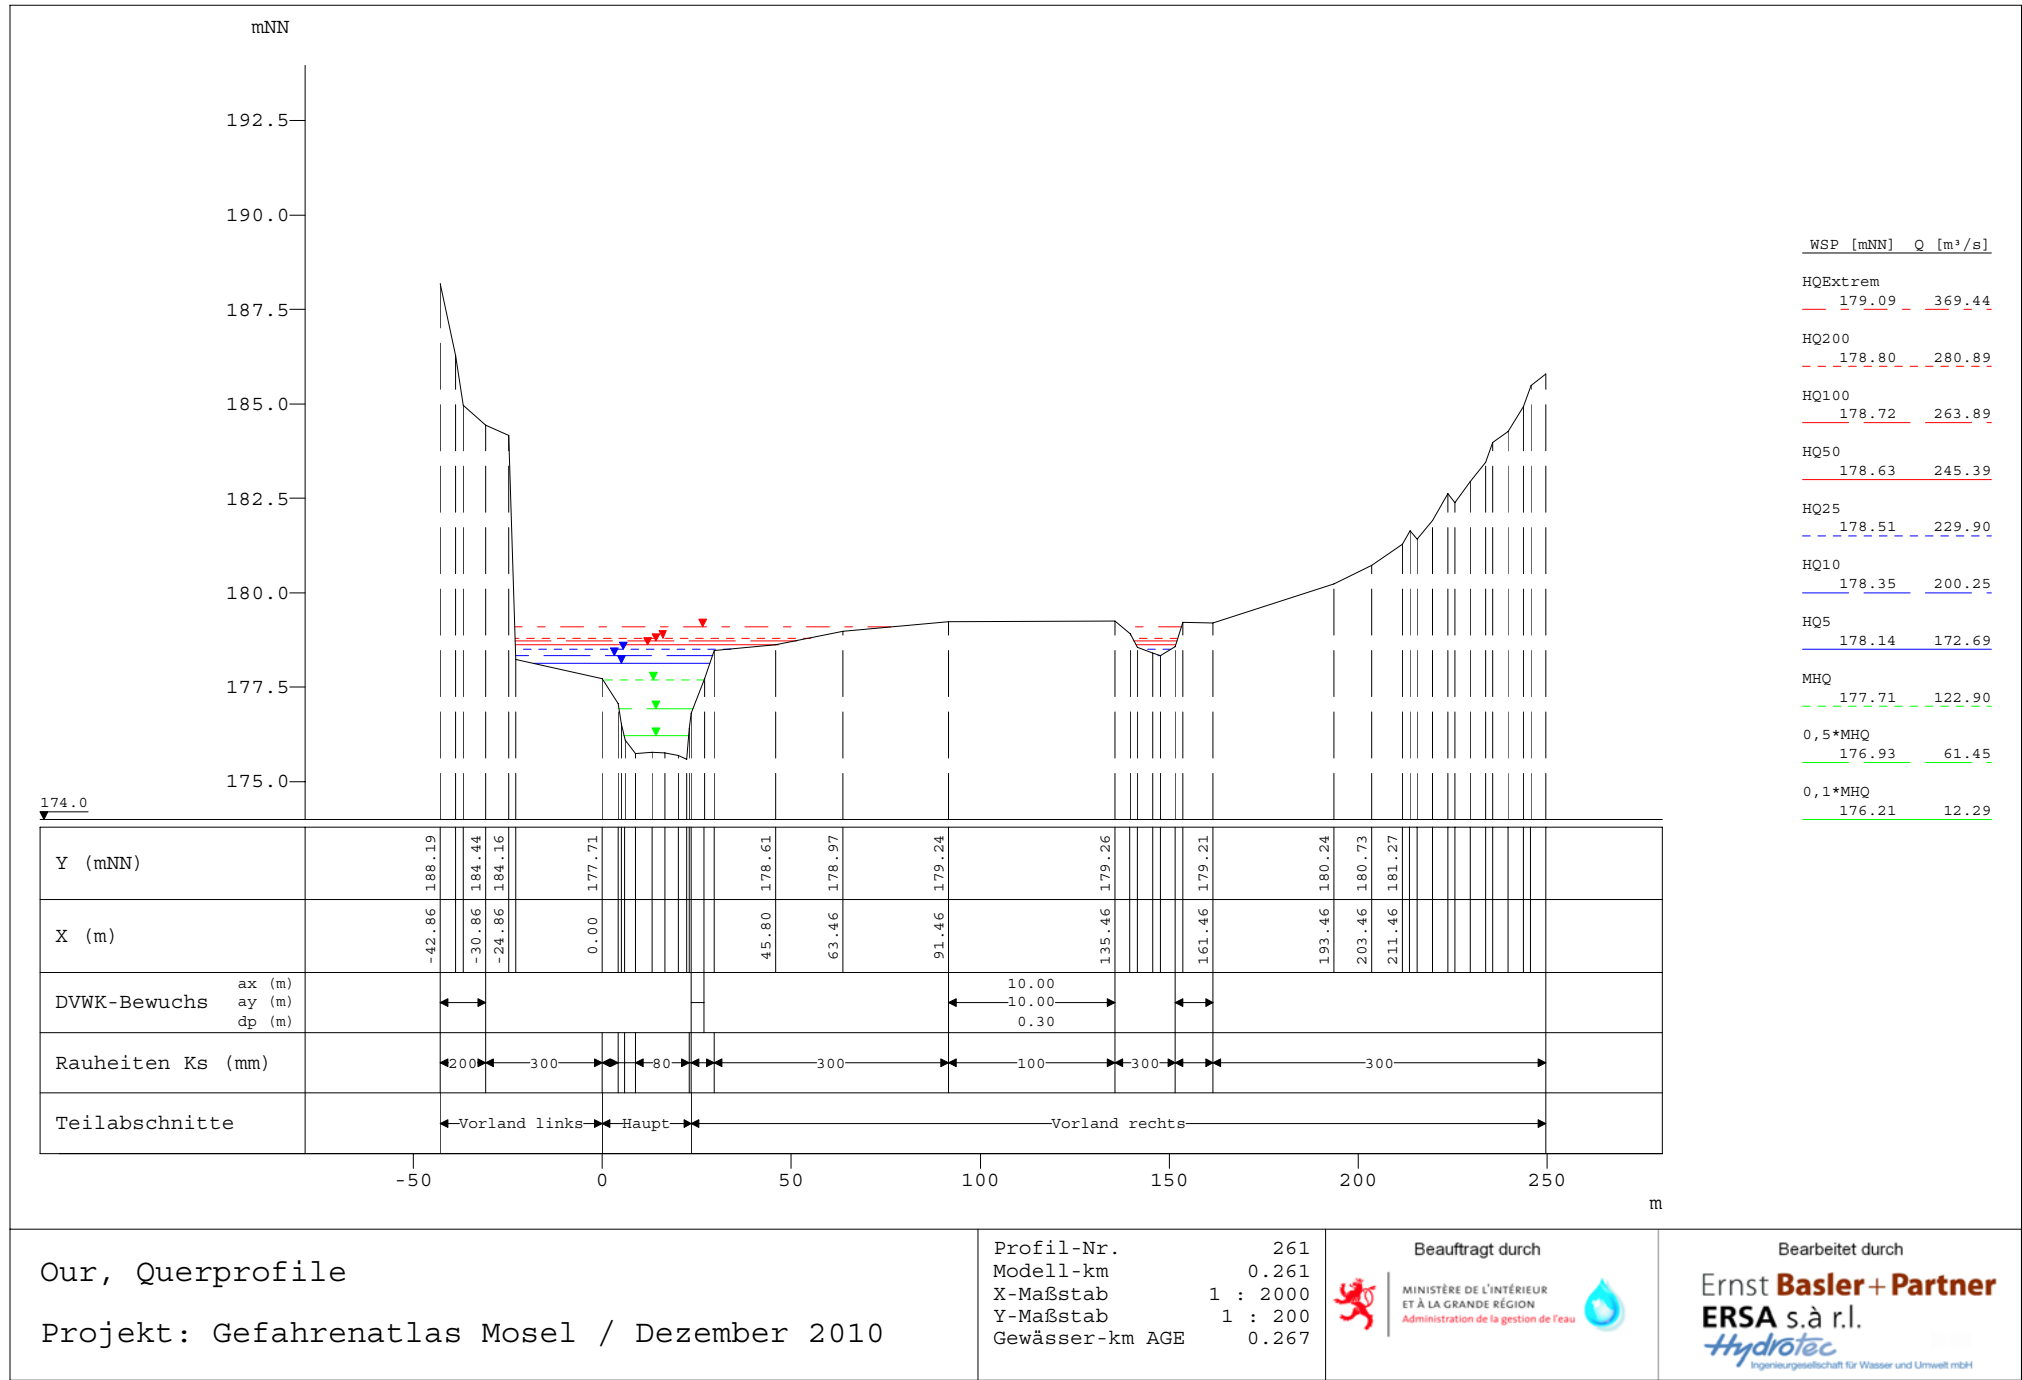 mNN
192.5
190.0
187.5
185.0
182.5
180.0
177.5
175.0
174.0
WSP [mNN] Q [m³/s]
HQExtrem
179.09 369.44
HQ200
178.80 280.89
HQ100
178.72 263.89
HQ50
178.63 245.39
HQ25
178.51 229.90
HQ10
178.35 200.25
HQ5
178.14 172.69
MHQ
177.71 122.90
0,5*MHQ
176.93 61.45
0,1*MHQ
176.21 12.29
Y (mNN) 188.19 184.44 184.16 177.71 178.61 178.97 179.24 179.26 179.21 180.24 180.73 181.27
X (m) -42.86 -30.86 -24.86 0.00 45.80 63.46 91.46 135.46 161.46 193.46 203.46 211.46
ax (m) 10.00
DVWK-Bewuchs ay (m) 10.00
dp (m) 0.30
Rauheiten Ks (mm) 200 300 80 300 100 300 300
Teilabschnitte Vorland links Haupt Vorland rechts
-50 0 50 100 150 200 250
m
Our, Querprofile
Projekt: Gefahrenatlas Mosel / Dezember 2010
Profil-Nr. 261
Modell-km 0.261
X-Maßstab 1 : 2000
Y-Maßstab 1 : 200
Gewässer-km AGE 0.267
Beauftragt durch
MINISTÈRE DE L'INTÉRIEUR
ET À LA GRANDE RÉGION
Administration de la gestion de l'eau
Bearbeitet durch
Ernst Basler + Partner
ERSA s.à r.l.
Hydrotec
Ingenieurgesellschaft für Wasser und Umwelt mbH